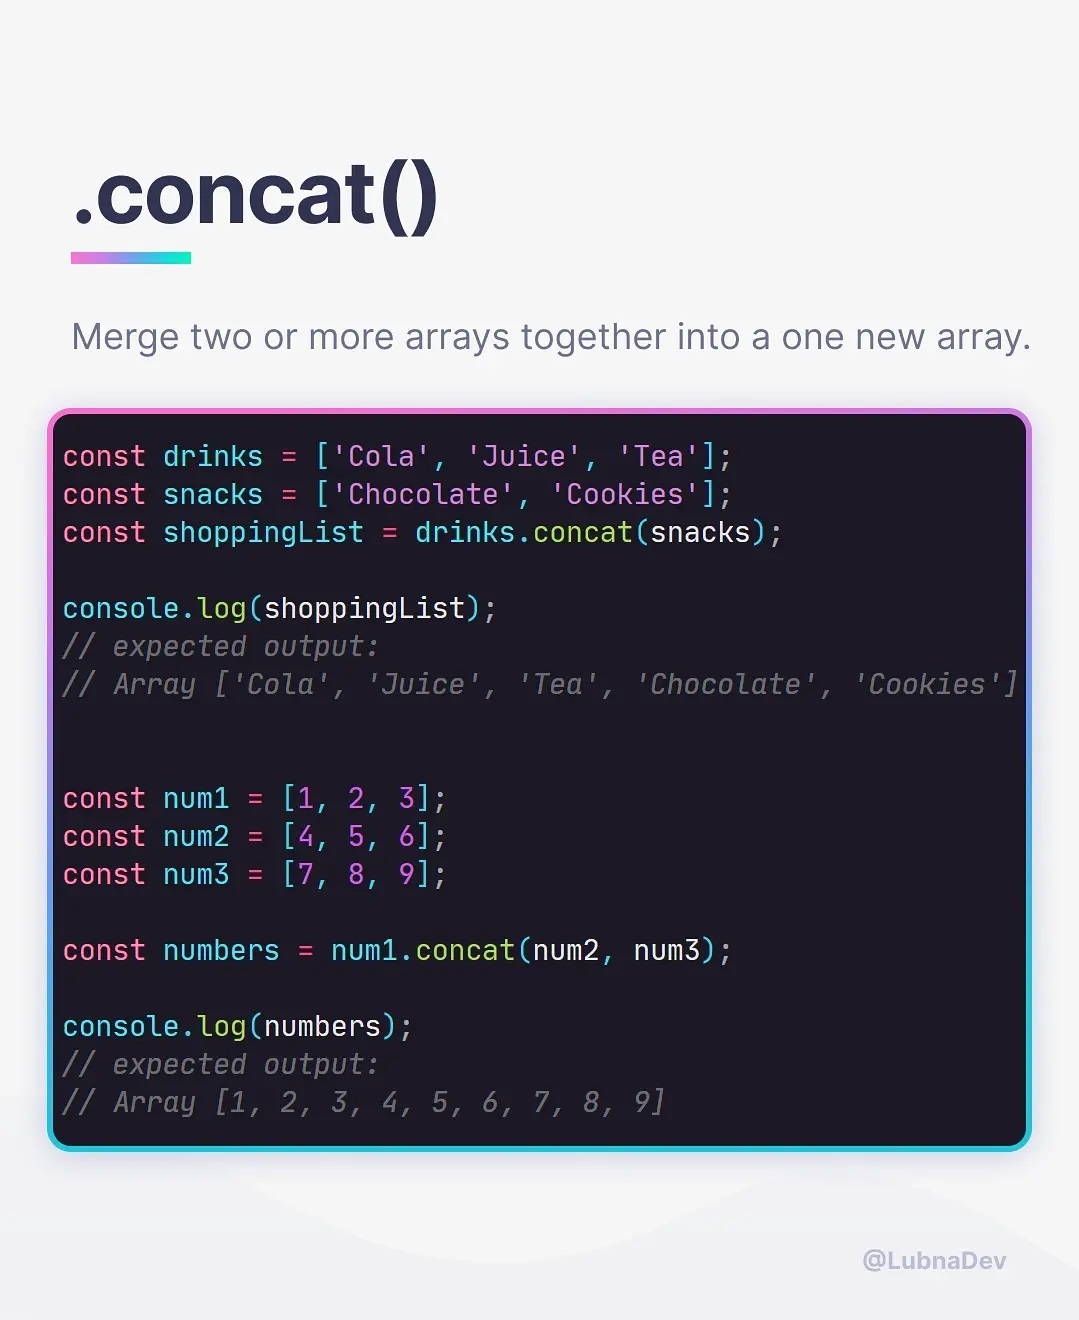 .concat()
Merge two or more arrays together into a one new array.
const drinks = ['Cola', 'Juice', 'Tea'];
const snacks = ['Chocolate', 'Cookies'];
const shoppingList = drinks.concat(snacks);
console.log(shoppingList);
// expected output:
// Array ['Cola', 'Juice', 'Tea', 'Chocolate', 'Cookies']
const num1 = [1, 2, 3];
const num2 = [4, 5, 6];
const num3 = [7, 8, 9];
const numbers = num1.concat(num2, num3);
console.log(numbers);
// expected output:
// Array [1, 2, 3, 4, 5, 6, 7, 8, 9]
@LubnaDev